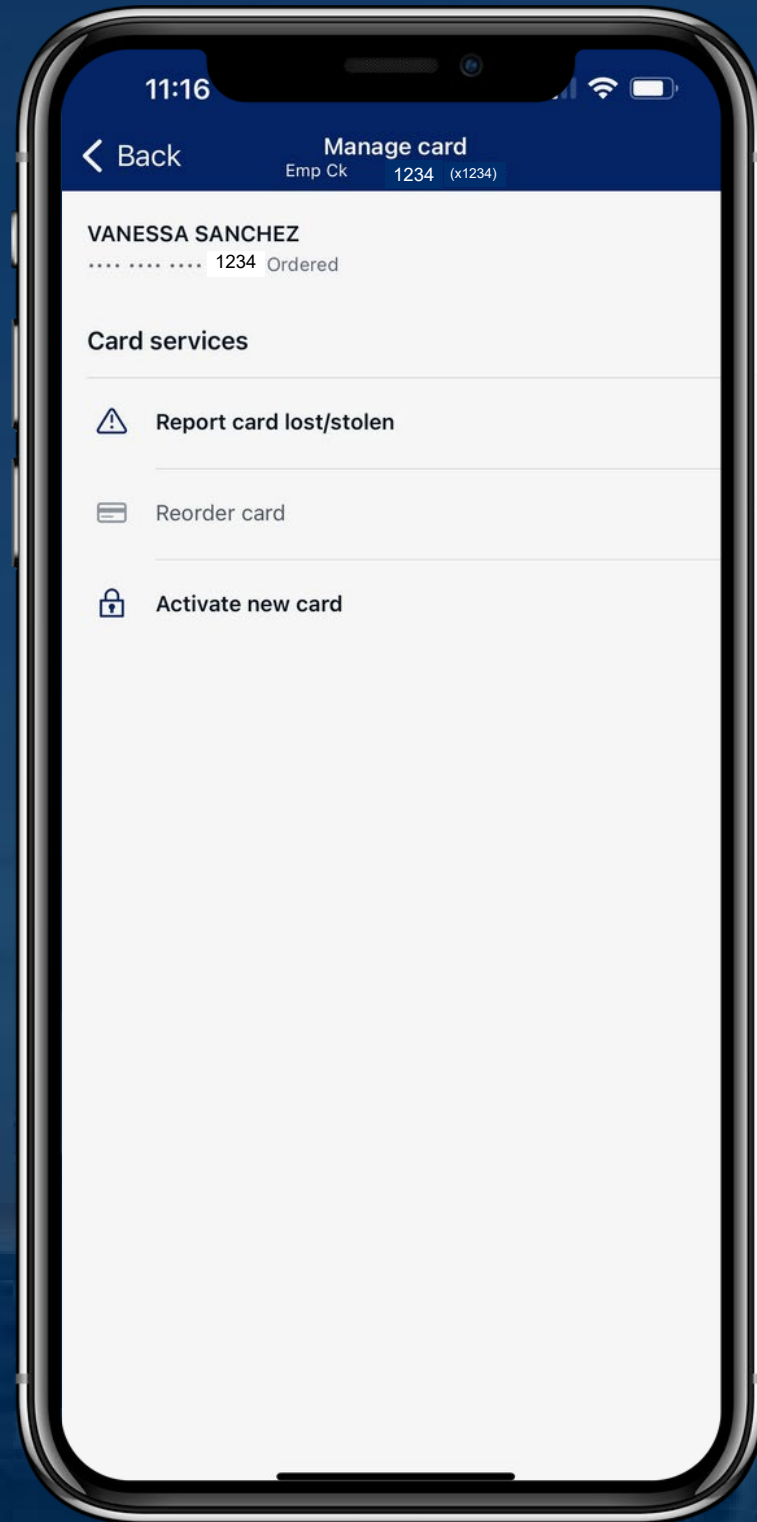 11:16
Back
Manage card
Emp Ck 1234 (x1234)
VANESSA SANCHEZ
.... .... .... 1234 Ordered
Card services
Report card lost/stolen
Reorder card
Activate new card